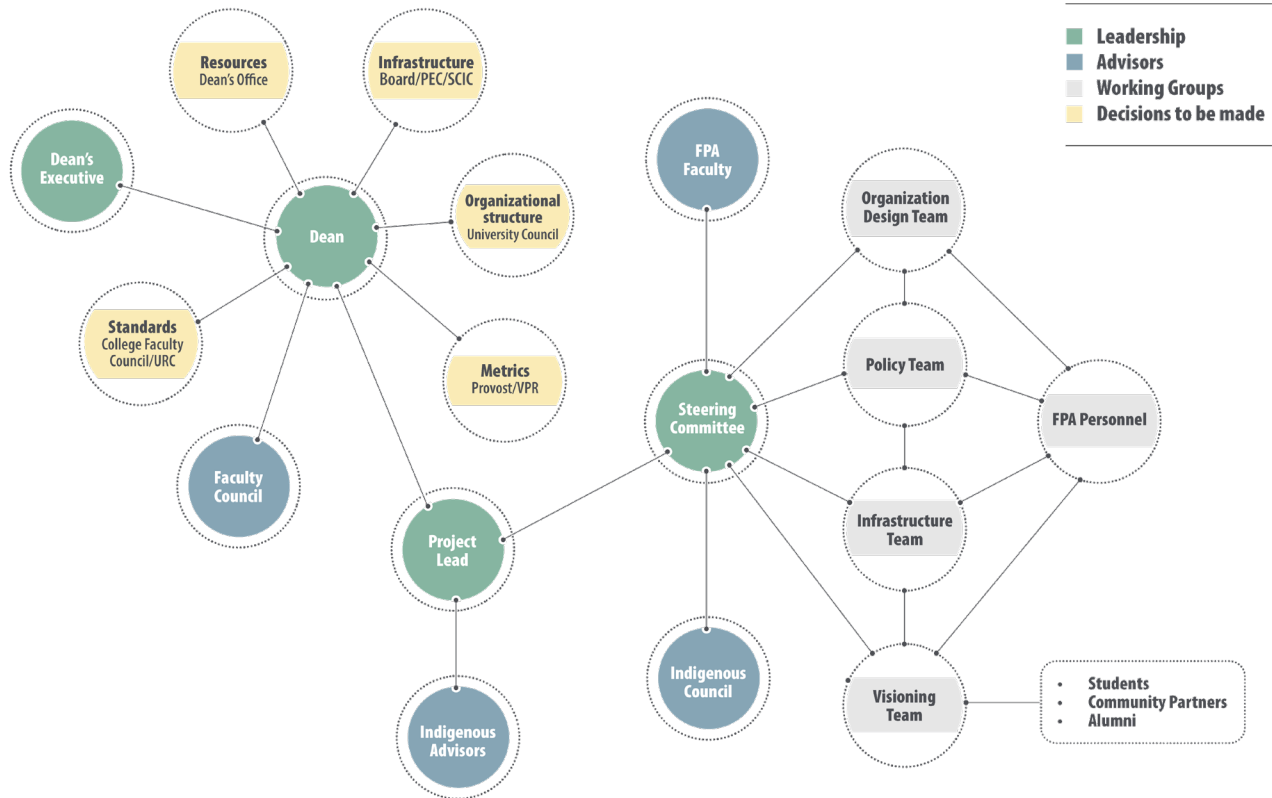 Leadership
Advisors
Working Groups
Decisions to be made
Resources
Dean's Office
Infrastructure
Board/PEC/SCIC
Dean's
Executive
Dean
Organizational
structure
University Council
Standards
College Faculty
Council/URC
Metrics
Provost/VPR
Faculty
Council
Project
Lead
Indigenous
Advisors
FPA
Faculty
Steering
Committee
Indigenous
Council
Organization
Design Team
Policy Team
Infrastructure
Team
Visioning
Team
FPA Personnel
• Students
• Community Partners
• Alumni